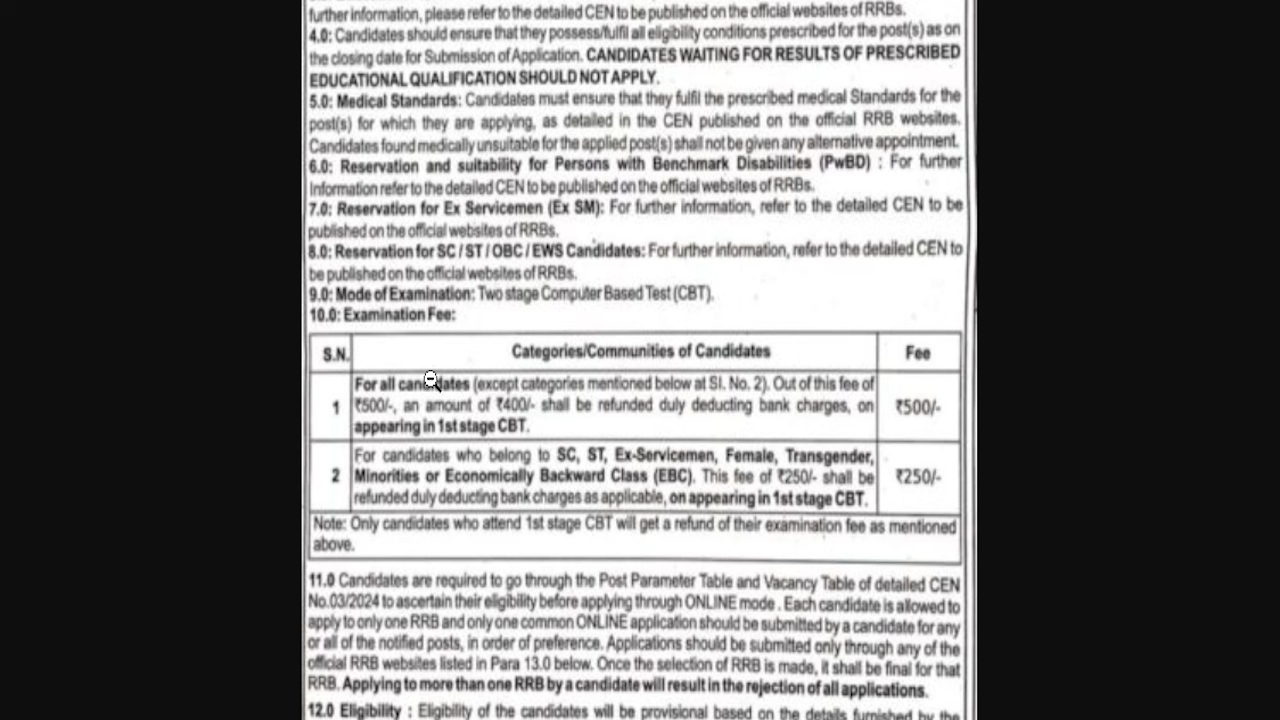 further information, please refer to the detailed CEN to be published on the official websites of RRBs.
4.0: Candidates should ensure that they possess/fulfil all eligibility conditions prescribed for the post(s) as on
the closing date for Submission of Application. CANDIDATES WAITING FOR RESULTS OF PRESCRIBED
EDUCATIONAL QUALIFICATION SHOULD NOT APPLY.
5.0: Medical Standards: Candidates must ensure that they fulfil the prescribed medical Standards for the
post(s) for which they are applying, as detailed in the CEN published on the official RRB websites.
Candidates found medically unsuitable for the applied post(s) shall not be given any alternative appointment.
6.0: Reservation and suitability for Persons with Benchmark Disabilities (PwBD) : For further
Information refer to the detailed CEN to be published on the official websites of RRBs.
7.0: Reservation for Ex Servicemen (Ex SM): For further information, refer to the detailed CEN to be
published on the official websites of RRBs.
8.0: Reservation for SC / ST / OBC / EWS Candidates: For further information, refer to the detailed CEN to
be published on the official websites of RRBs.
9.0: Mode of Examination: Two stage Computer Based Test (CBT).
10.0: Examination Fee:
S.N. Categories/Communities of Candidates Fee
For all candidates (except categories mentioned below at Sl. No. 2). Out of this fee of
1 ₹500/-, an amount of ₹400/- shall be refunded duly deducting bank charges, on ₹500/-
appearing in 1st stage CBT.
For candidates who belong to SC, ST, Ex-Servicemen, Female, Transgender,
2 Minorities or Economically Backward Class (EBC). This fee of ₹250/- shall be ₹250/-
refunded duly deducting bank charges as applicable, on appearing in 1st stage CBT.
Note: Only candidates who attend 1st stage CBT will get a refund of their examination fee as mentioned
above.
11.0 Candidates are required to go through the Post Parameter Table and Vacancy Table of detailed CEN
No.03/2024 to ascertain their eligibility before applying through ONLINE mode . Each candidate is allowed to
apply to only one RRB and only one common ONLINE application should be submitted by a candidate for any
or all of the notified posts, in order of preference. Applications should be submitted only through any of the
official RRB websites listed in Para 13.0 below. Once the selection of RRB is made, it shall be final for that
RRB. Applying to more than one RRB by a candidate will result in the rejection of all applications.
12.0 Eligibility : Eligibility of the candidates will be provisional based on the details furnished by the